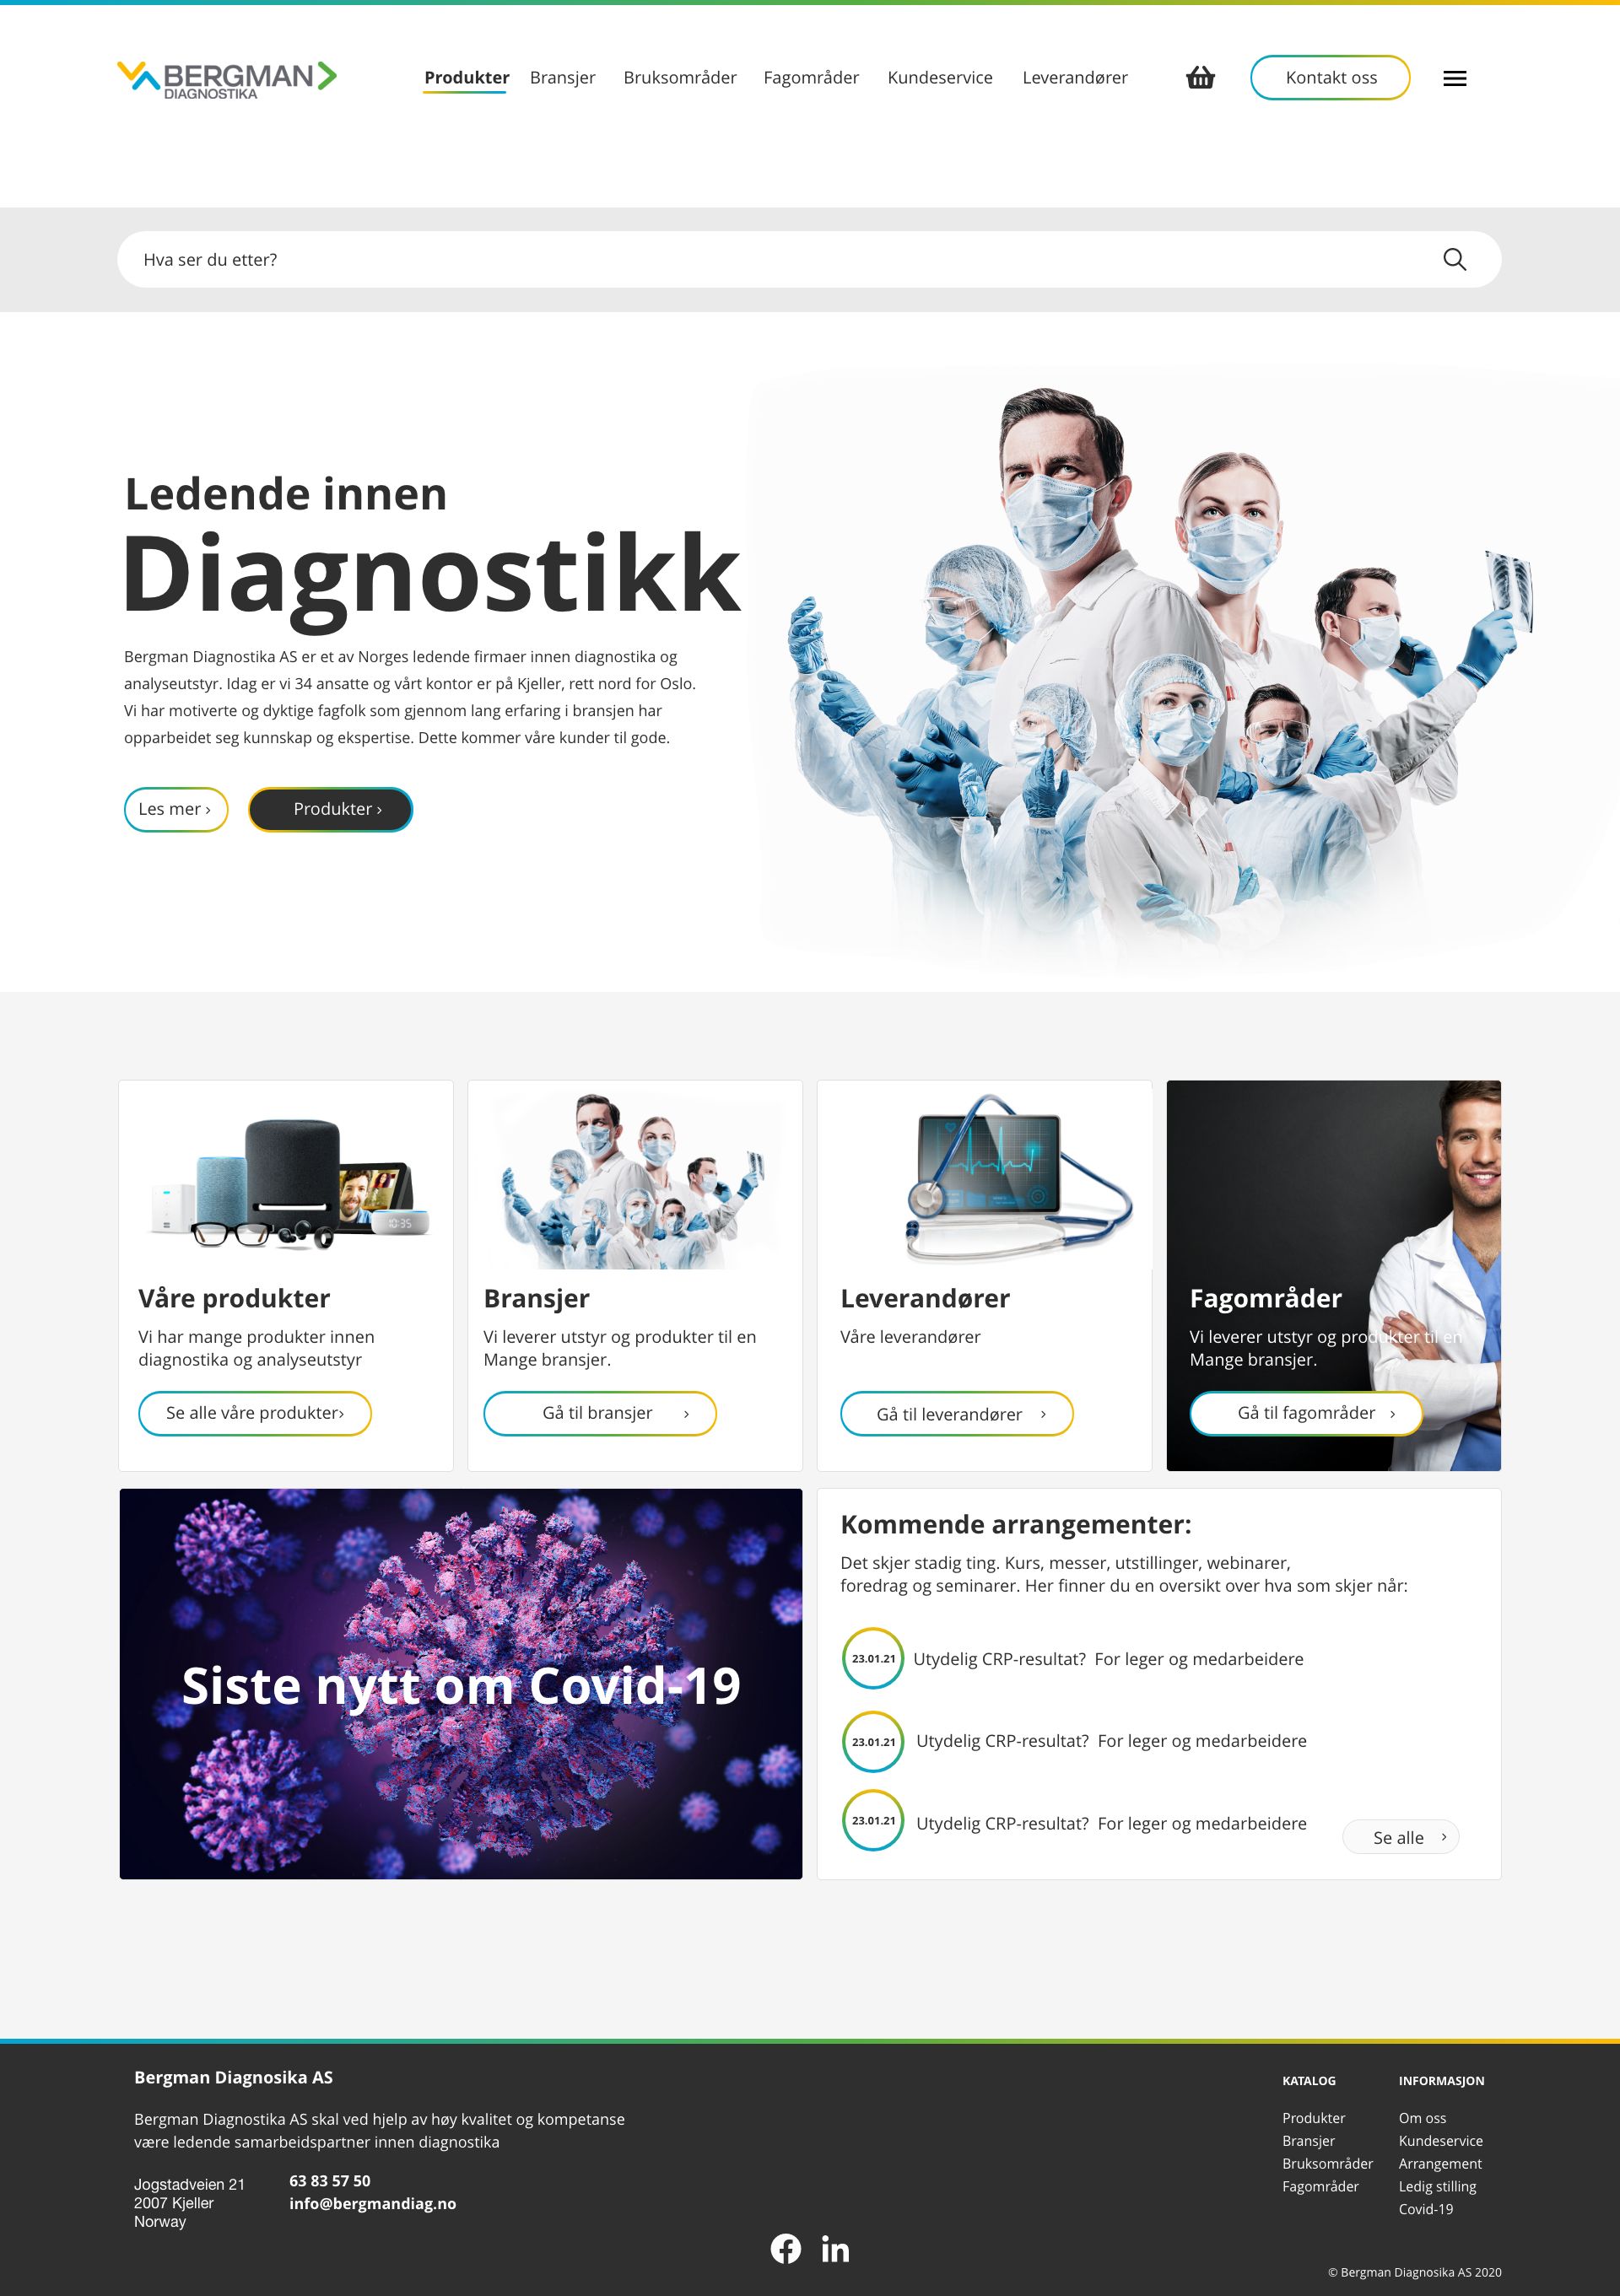 BERGMAN
DIAGNOSTIKA
Produkter Bransjer Bruksområder Fagområder Kundeservice Leverandører
Kontakt oss
Hva ser du etter?
Ledende innen
Diagnostikk
Bergman Diagnostika AS er et av Norges ledende firmaer innen diagnostika og
analyseutstyr. Idag er vi 34 ansatte og vårt kontor er på Kjeller, rett nord for Oslo.
Vi har motiverte og dyktige fagfolk som gjennom lang erfaring i bransjen har
opparbeidet seg kunnskap og ekspertise. Dette kommer våre kunder til gode.
Les mer ›
Produkter ›
10:35
Våre produkter
Vi har mange produkter innen
diagnostika og analyseutstyr
Se alle våre produkter›
Bransjer
Vi leverer utstyr og produkter til en
Mange bransjer.
Gå til bransjer ›
Leverandører
Våre leverandører
Gå til leverandører ›
Fagområder
Vi leverer utstyr og produkter til en
Mange bransjer.
Gå til fagområder ›
Siste nytt om Covid-19
Kommende arrangementer:
Det skjer stadig ting. Kurs, messer, utstillinger, webinarer,
foredrag og seminarer. Her finner du en oversikt over hva som skjer når:
23.01.21 Utydelig CRP-resultat? For leger og medarbeidere
23.01.21 Utydelig CRP-resultat? For leger og medarbeidere
23.01.21 Utydelig CRP-resultat? For leger og medarbeidere
Se alle ›
Bergman Diagnosika AS
Bergman Diagnostika AS skal ved hjelp av høy kvalitet og kompetanse
være ledende samarbeidspartner innen diagnostika
Jogstadveien 21
2007 Kjeller
Norway
63 83 57 50
info@bergmandiag.no
in
KATALOG
Produkter
Bransjer
Bruksområder
Fagområder
INFORMASJON
Om oss
Kundeservice
Arrangement
Ledig stilling
Covid-19
© Bergman Diagnosika AS 2020